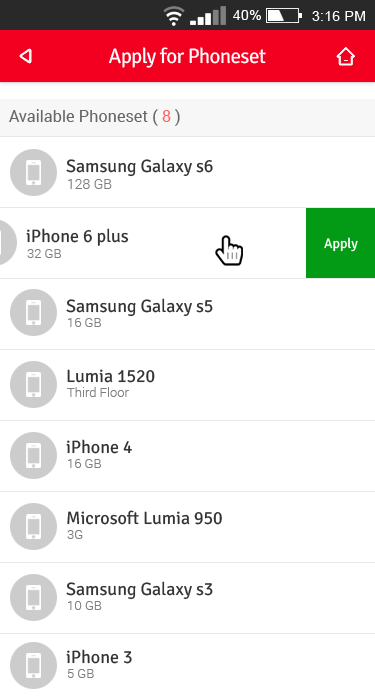 40% 3:16 PM
Apply for Phoneset
Available Phoneset ( 8 )
Samsung Galaxy s6
128 GB
iPhone 6 plus
32 GB
Apply
Samsung Galaxy s5
16 GB
Lumia 1520
Third Floor
iPhone 4
16 GB
Microsoft Lumia 950
3G
Samsung Galaxy s3
10 GB
iPhone 3
5 GB